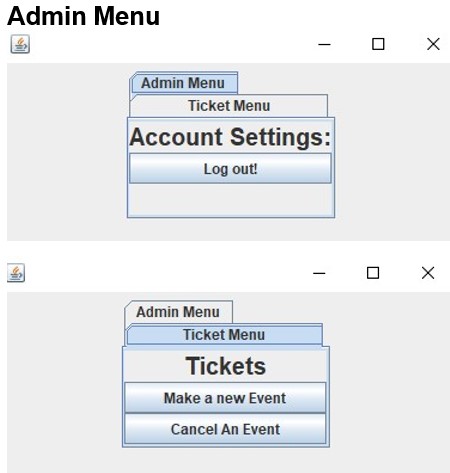 Admin Menu
Admin Menu
Ticket Menu
Account Settings:
Log out!
Admin Menu
Ticket Menu
Tickets
Make a new Event
Cancel An Event